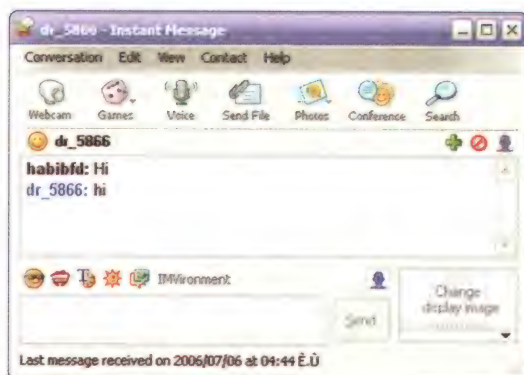 dr_5866 - Instant Message
Conversation Edit View Contact Help
Webcam Games Voice Send File Photos Conference Search
dr_5866
habibfd: Hi
dr_5866: hi
IMVironment
Send
Change
display image
Last message received on 2006/07/06 at 04:44 È.Ù